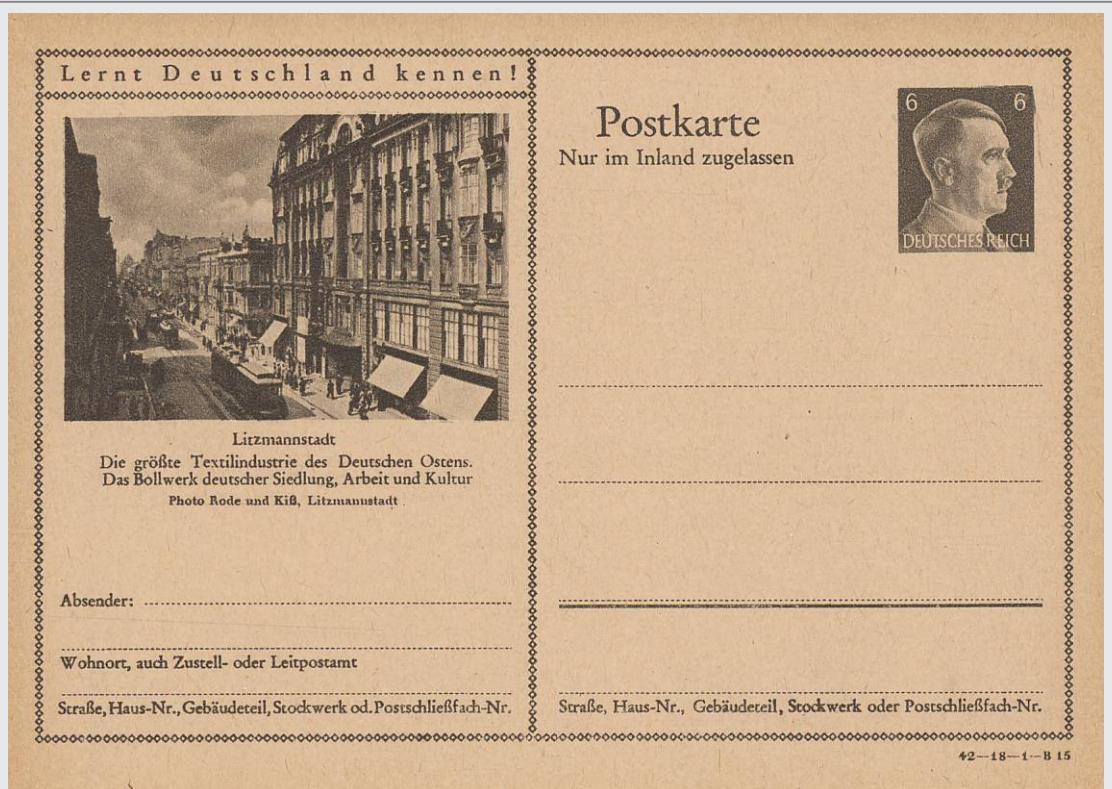 Lernt Deutschland kennen!
Litzmannstadt
Die größte Textilindustrie des Deutschen Ostens.
Das Bollwerk deutscher Siedlung, Arbeit und Kultur
Photo Rode und Kiß, Litzmannstadt
Absender:
Wohnort, auch Zustell- oder Leitpostamt
Straße, Haus-Nr., Gebäudeteil, Stockwerk od. Postschließfach-Nr.
Postkarte
Nur im Inland zugelassen
6 6
DEUTSCHES REICH
Straße, Haus-Nr., Gebäudeteil, Stockwerk oder Postschließfach-Nr.
42—18—1—B 15